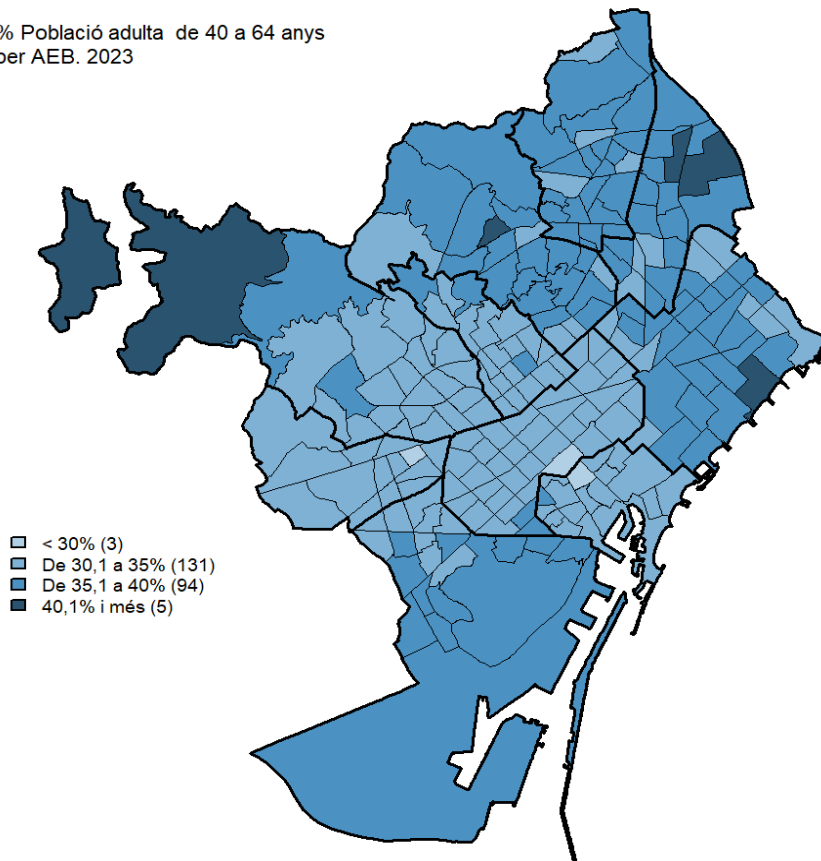 % Població adulta de 40 a 64 anys
per AEB. 2023
< 30% (3)
De 30,1 a 35% (131)
De 35,1 a 40% (94)
40,1% i més (5)